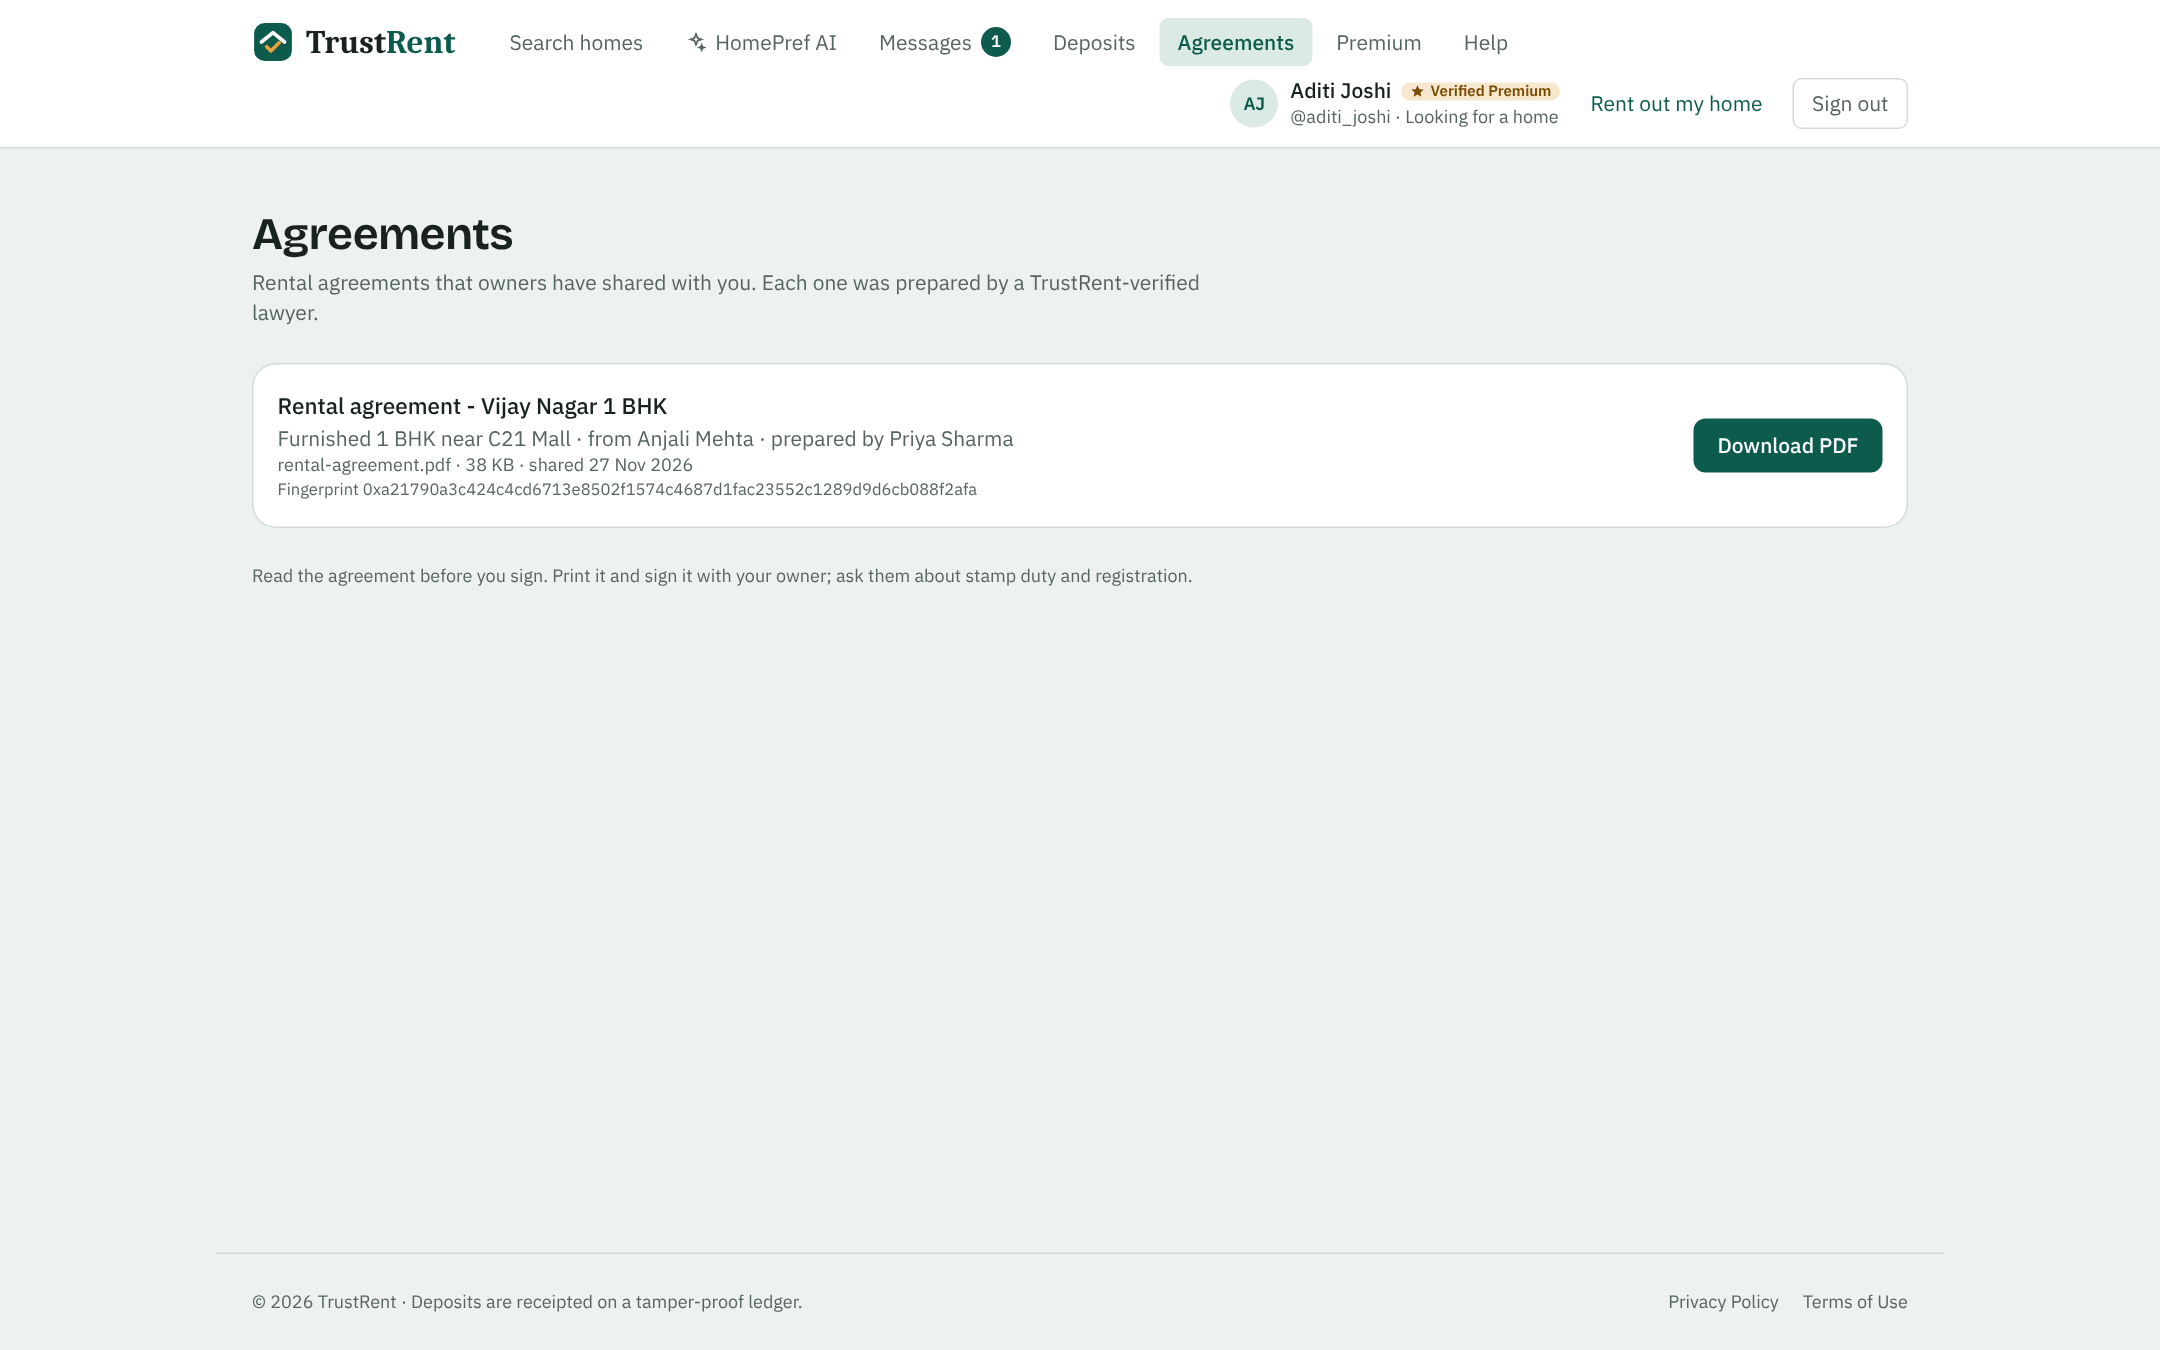 TrustRent
Search homes
HomePref AI
Messages 1
Deposits
Agreements
Premium
Help
AJ
Aditi Joshi
Verified Premium
@aditi_joshi · Looking for a home
Rent out my home
Sign out
Agreements
Rental agreements that owners have shared with you. Each one was prepared by a TrustRent-verified
lawyer.
Rental agreement - Vijay Nagar 1 BHK
Furnished 1 BHK near C21 Mall · from Anjali Mehta · prepared by Priya Sharma
rental-agreement.pdf · 38 KB · shared 27 Nov 2026
Fingerprint 0xa21790a3c424c4cd6713e8502f1574c4687d1fac23552c1289d9d6cb088f2afa
Download PDF
Read the agreement before you sign. Print it and sign it with your owner; ask them about stamp duty and registration.
© 2026 TrustRent · Deposits are receipted on a tamper-proof ledger.
Privacy Policy
Terms of Use